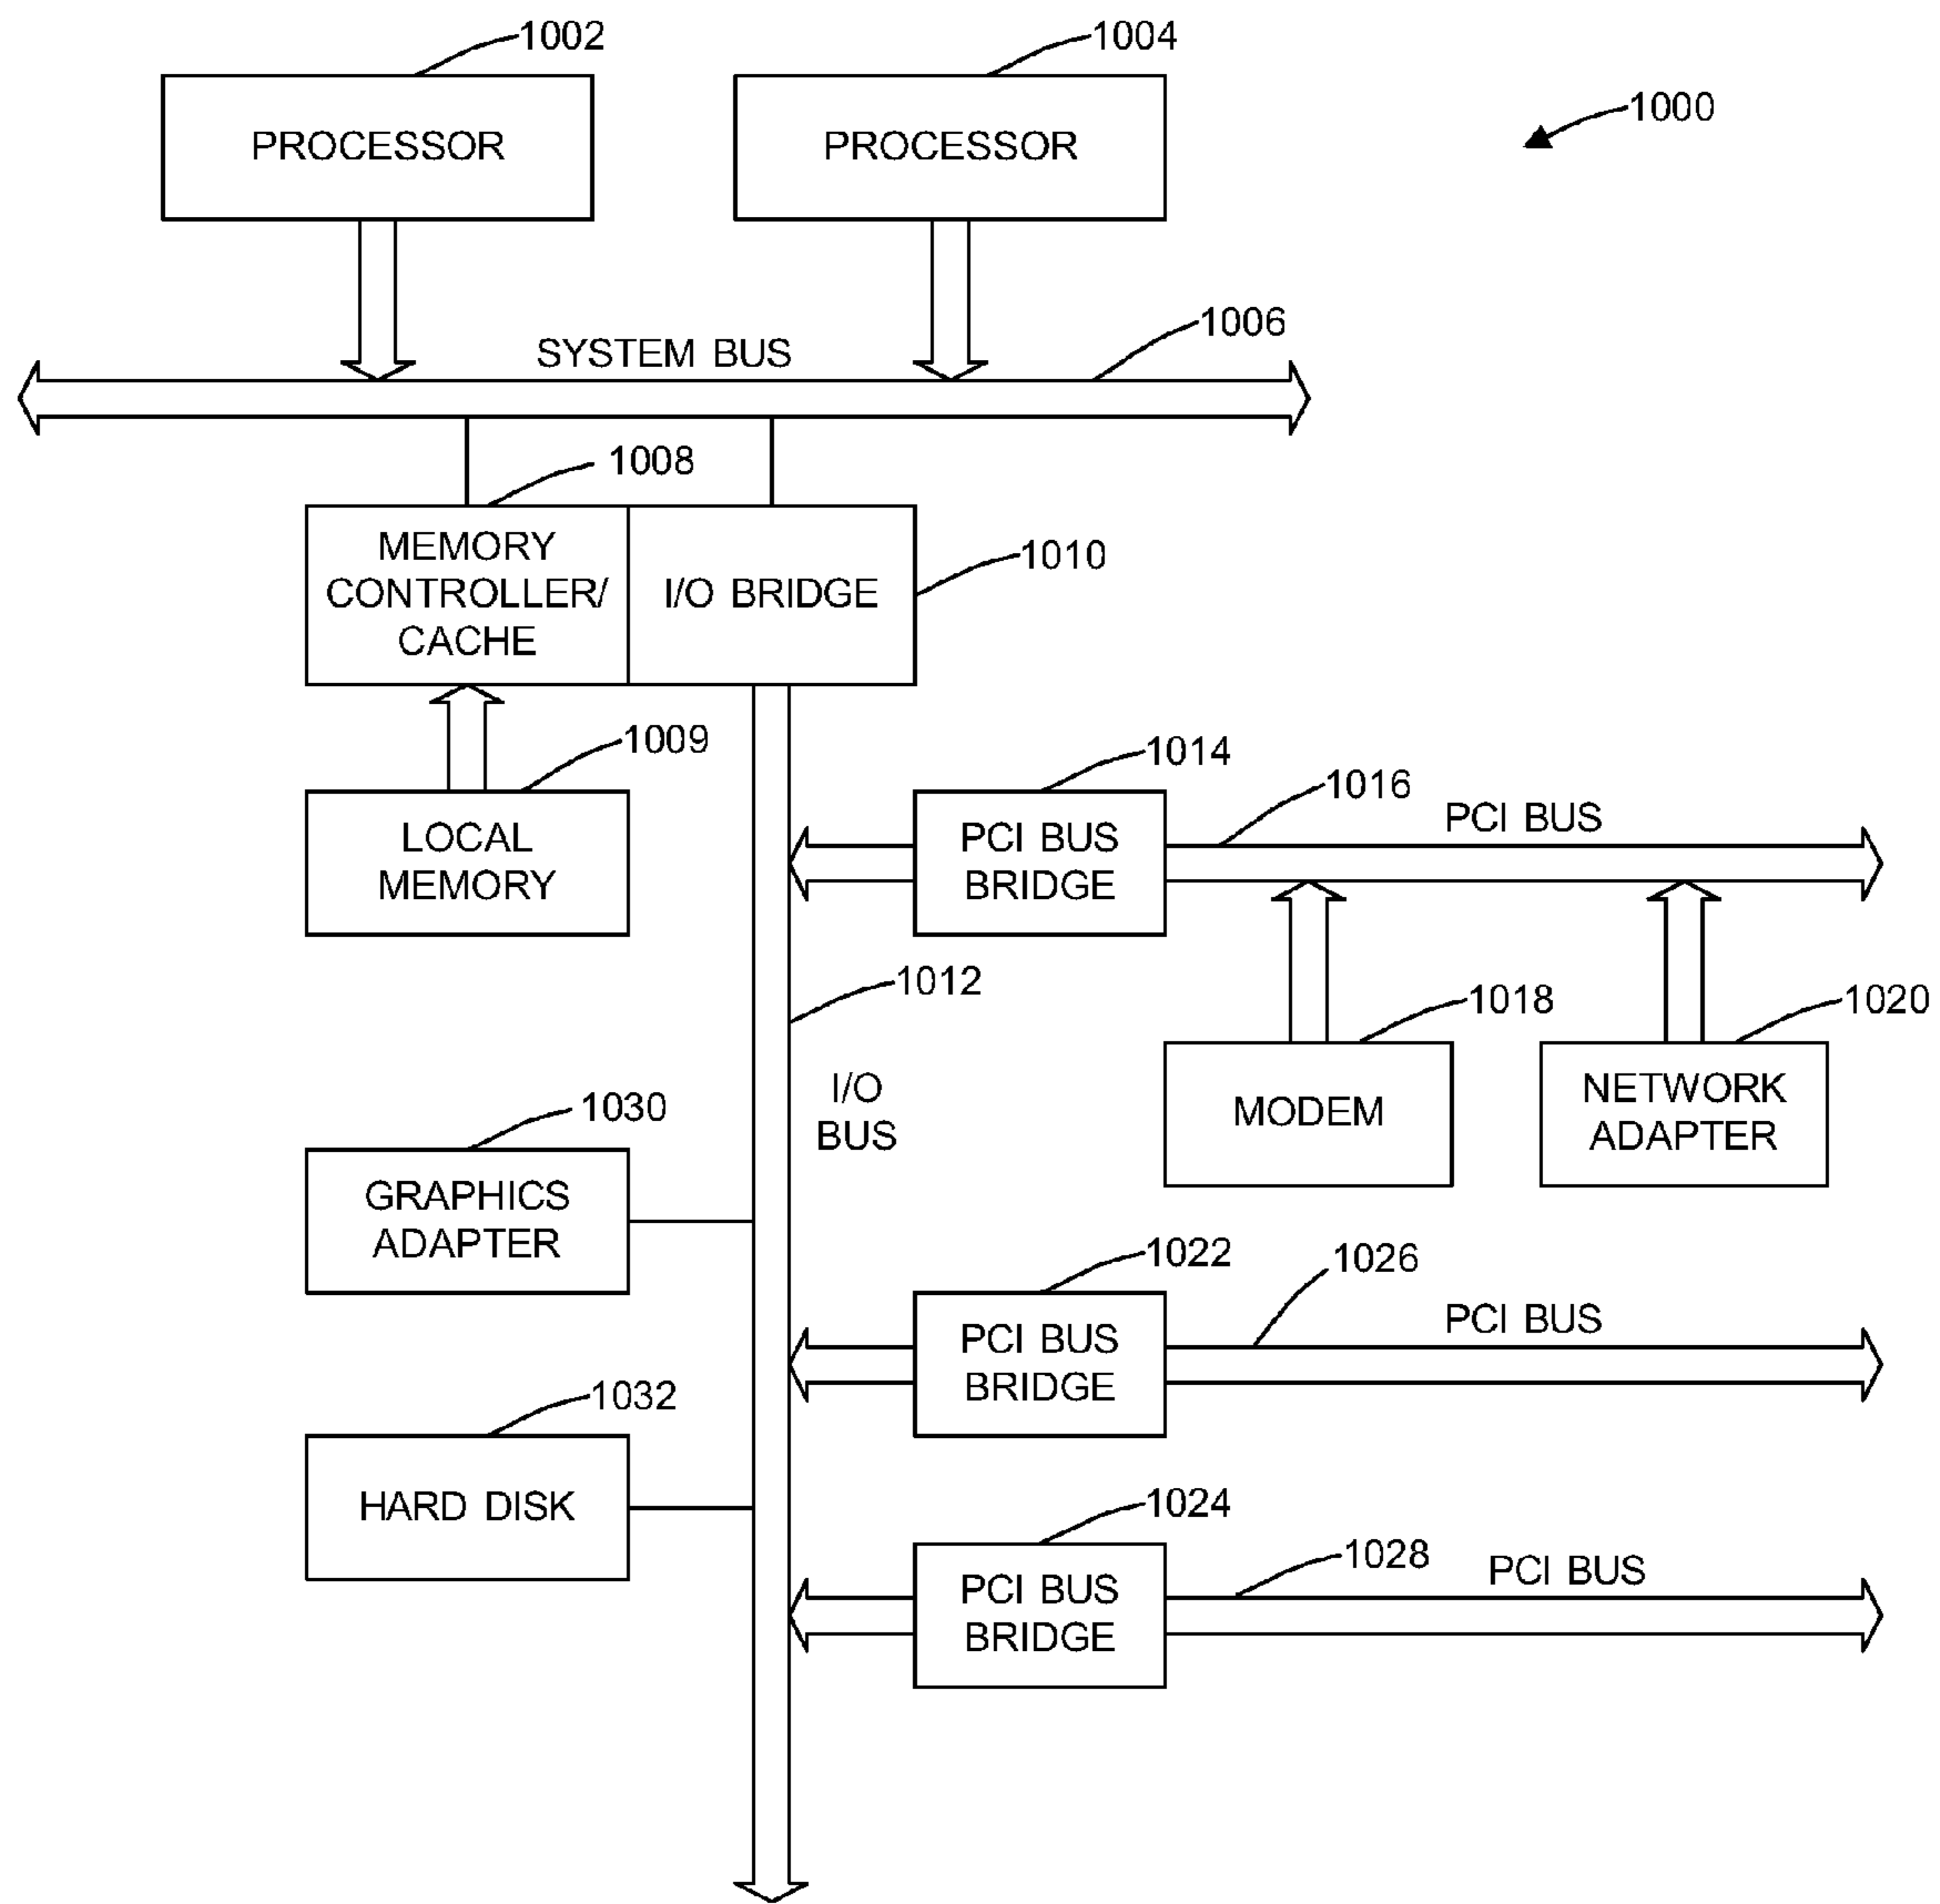 1002
1004
1000
PROCESSOR
PROCESSOR
1006
SYSTEM BUS
1008
MEMORY
CONTROLLER/
CACHE
I/O BRIDGE
1010
1009
LOCAL
MEMORY
1014
PCI BUS
BRIDGE
1016
PCI BUS
1012
I/O
BUS
1018
MODEM
1020
NETWORK
ADAPTER
1030
GRAPHICS
ADAPTER
1022
PCI BUS
BRIDGE
1026
PCI BUS
1032
HARD DISK
1024
PCI BUS
BRIDGE
1028
PCI BUS